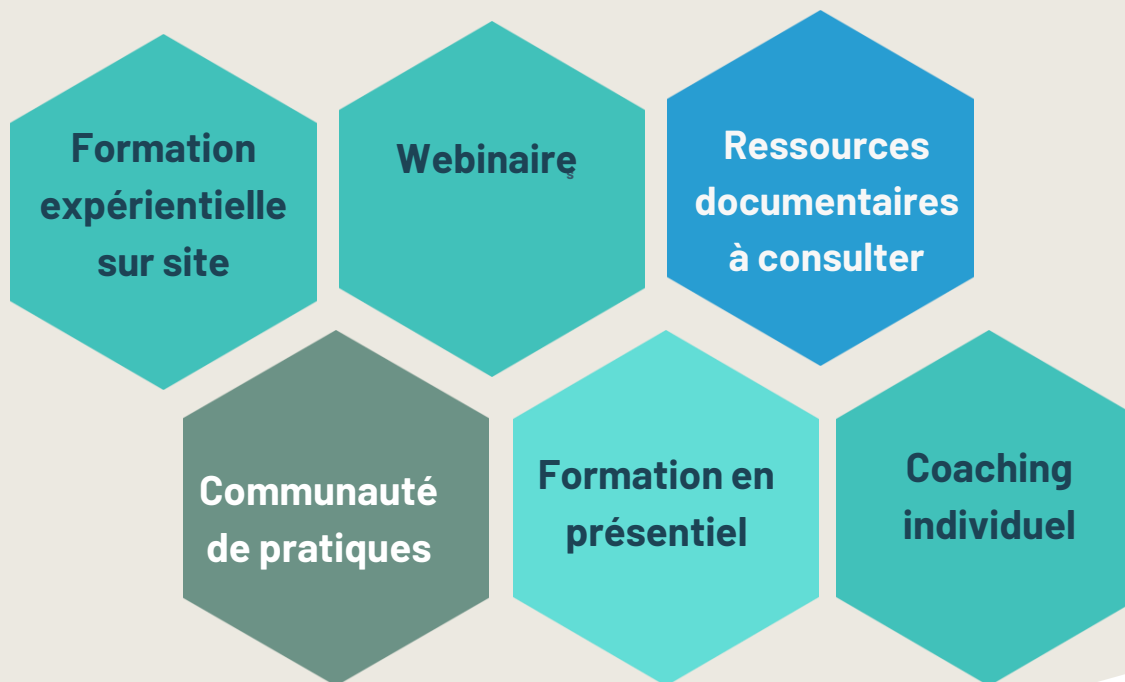 Formation
expérientielle
sur site
Webinaire
s
Ressources
documentaires
à consulter
Communauté
de pratiques
Formation en
présentiel
Coaching
individuel